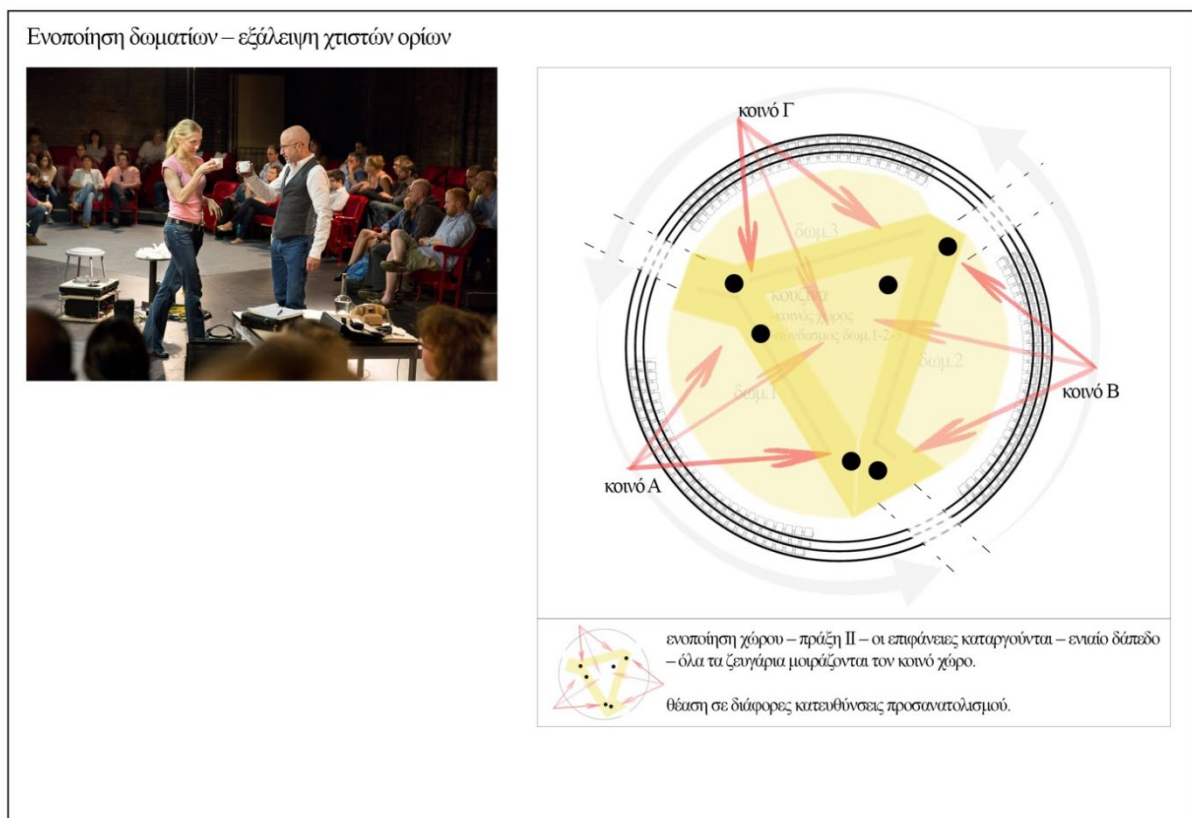 Ενοποίηση δωματίων – εξάλειψη χτιστών ορίων
κοινό Γ
δωμ.3
κουζίνα
-κοινός χώρος
-σύνδεσμος δωμ.1-2-3
δωμ.2
δωμ.1
κοινό Β
κοινό Α
ενοποίηση χώρου – πράξη ΙΙ – οι επιφάνειες καταργούνται – ενιαίο δάπεδο
– όλα τα ζευγάρια μοιράζονται τον κοινό χώρο.
θέαση σε διάφορες κατευθύνσεις προσανατολισμού.